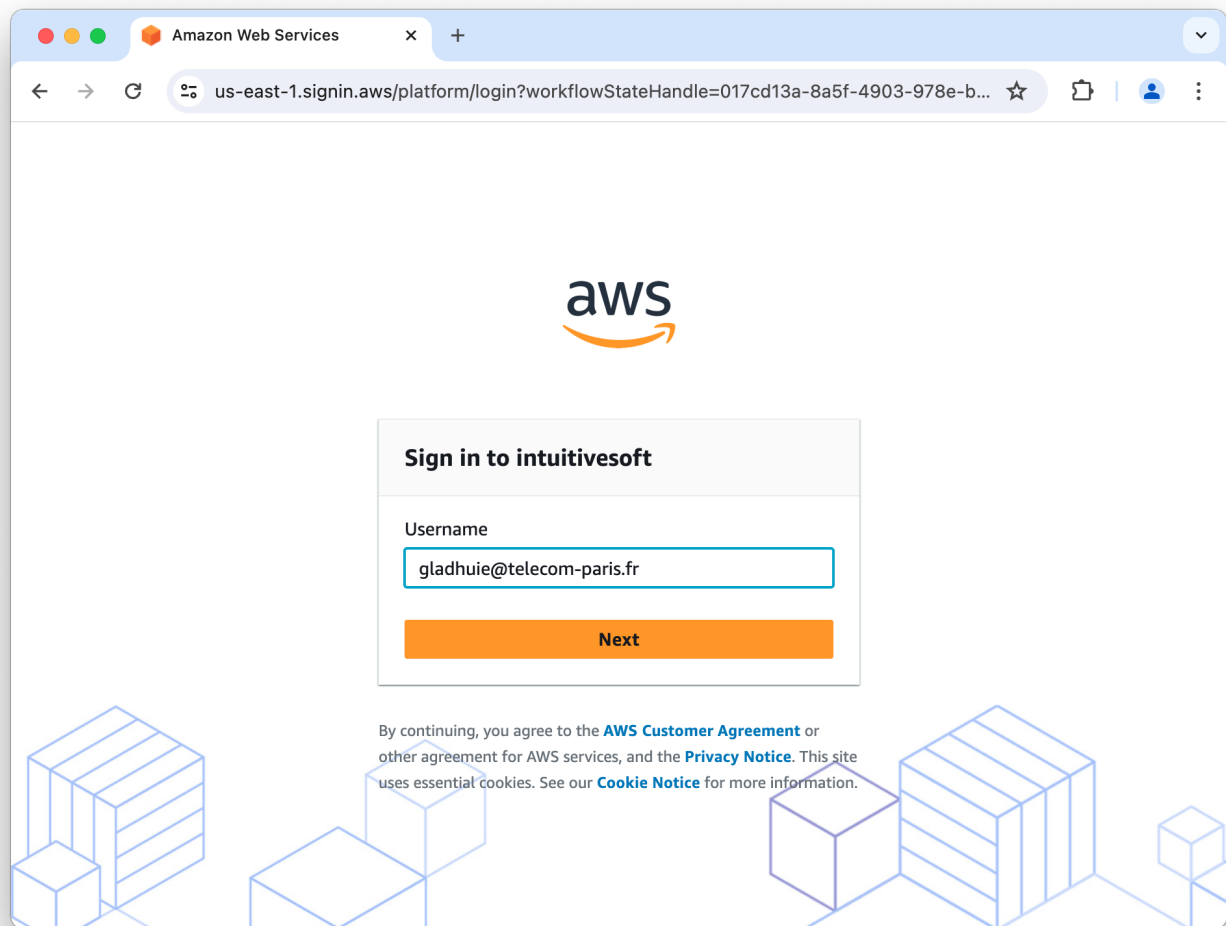 Amazon Web Services
us-east-1.signin.aws/platform/login?workflowStateHandle=017cd13a-8a5f-4903-978e-b...
aws
Sign in to intuitivesoft
Username
gladhuie@telecom-paris.fr
Next
By continuing, you agree to the AWS Customer Agreement or
other agreement for AWS services, and the Privacy Notice. This site
uses essential cookies. See our Cookie Notice for more information.